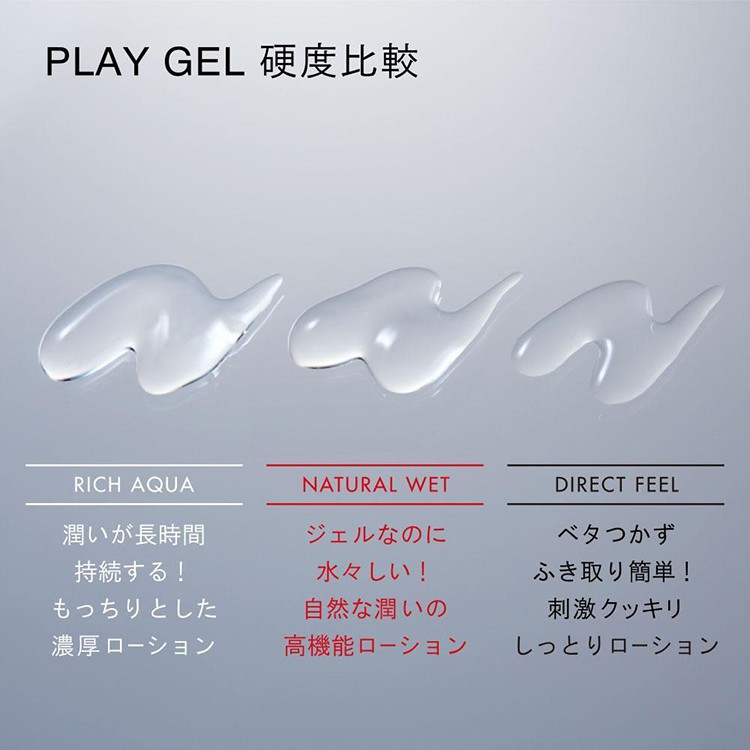 PLAY GEL 硬度比較
RICH AQUA
潤いが長時間
持続する！
もっちりとした
濃厚ローション
NATURAL WET
ジェルなのに
水々しい！
自然な潤いの
高機能ローション
DIRECT FEEL
ベタつかず
ふき取り簡単！
刺激クッキリ
しっとりローション